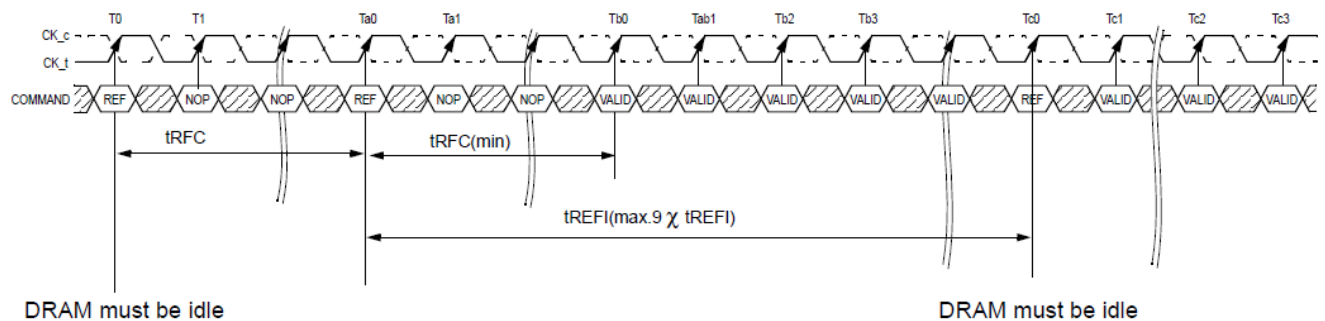 T0 T1 Ta0 Ta1 Tb0 Tab1 Tb2 Tb3 Tc0 Tc1 Tc2 Tc3
CK_c
CK_t
COMMAND REF NOP NOP REF NOP NOP VALID VALID VALID VALID VALID REF VALID VALID VALID
tRFC tRFC(min)
tREFI(max.9 χ tREFI)
DRAM must be idle DRAM must be idle